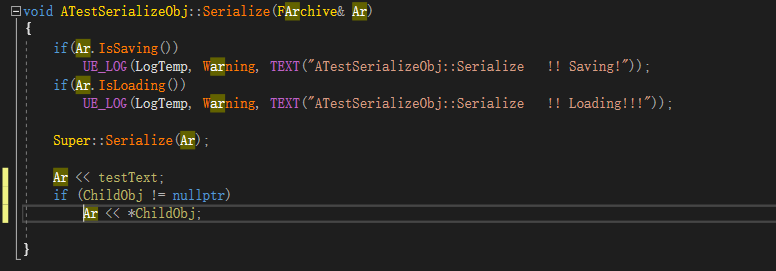 void ATestSerializeObj::Serialize(FArchive& Ar)
{
if(Ar.IsSaving())
UE_LOG(LogTemp, Warning, TEXT("ATestSerializeObj::Serialize   !! Saving!"));
if(Ar.IsLoading())
UE_LOG(LogTemp, Warning, TEXT("ATestSerializeObj::Serialize   !! Loading!!!"));
Super::Serialize(Ar);
Ar << testText;
if (ChildObj != nullptr)
Ar << *ChildObj;
}